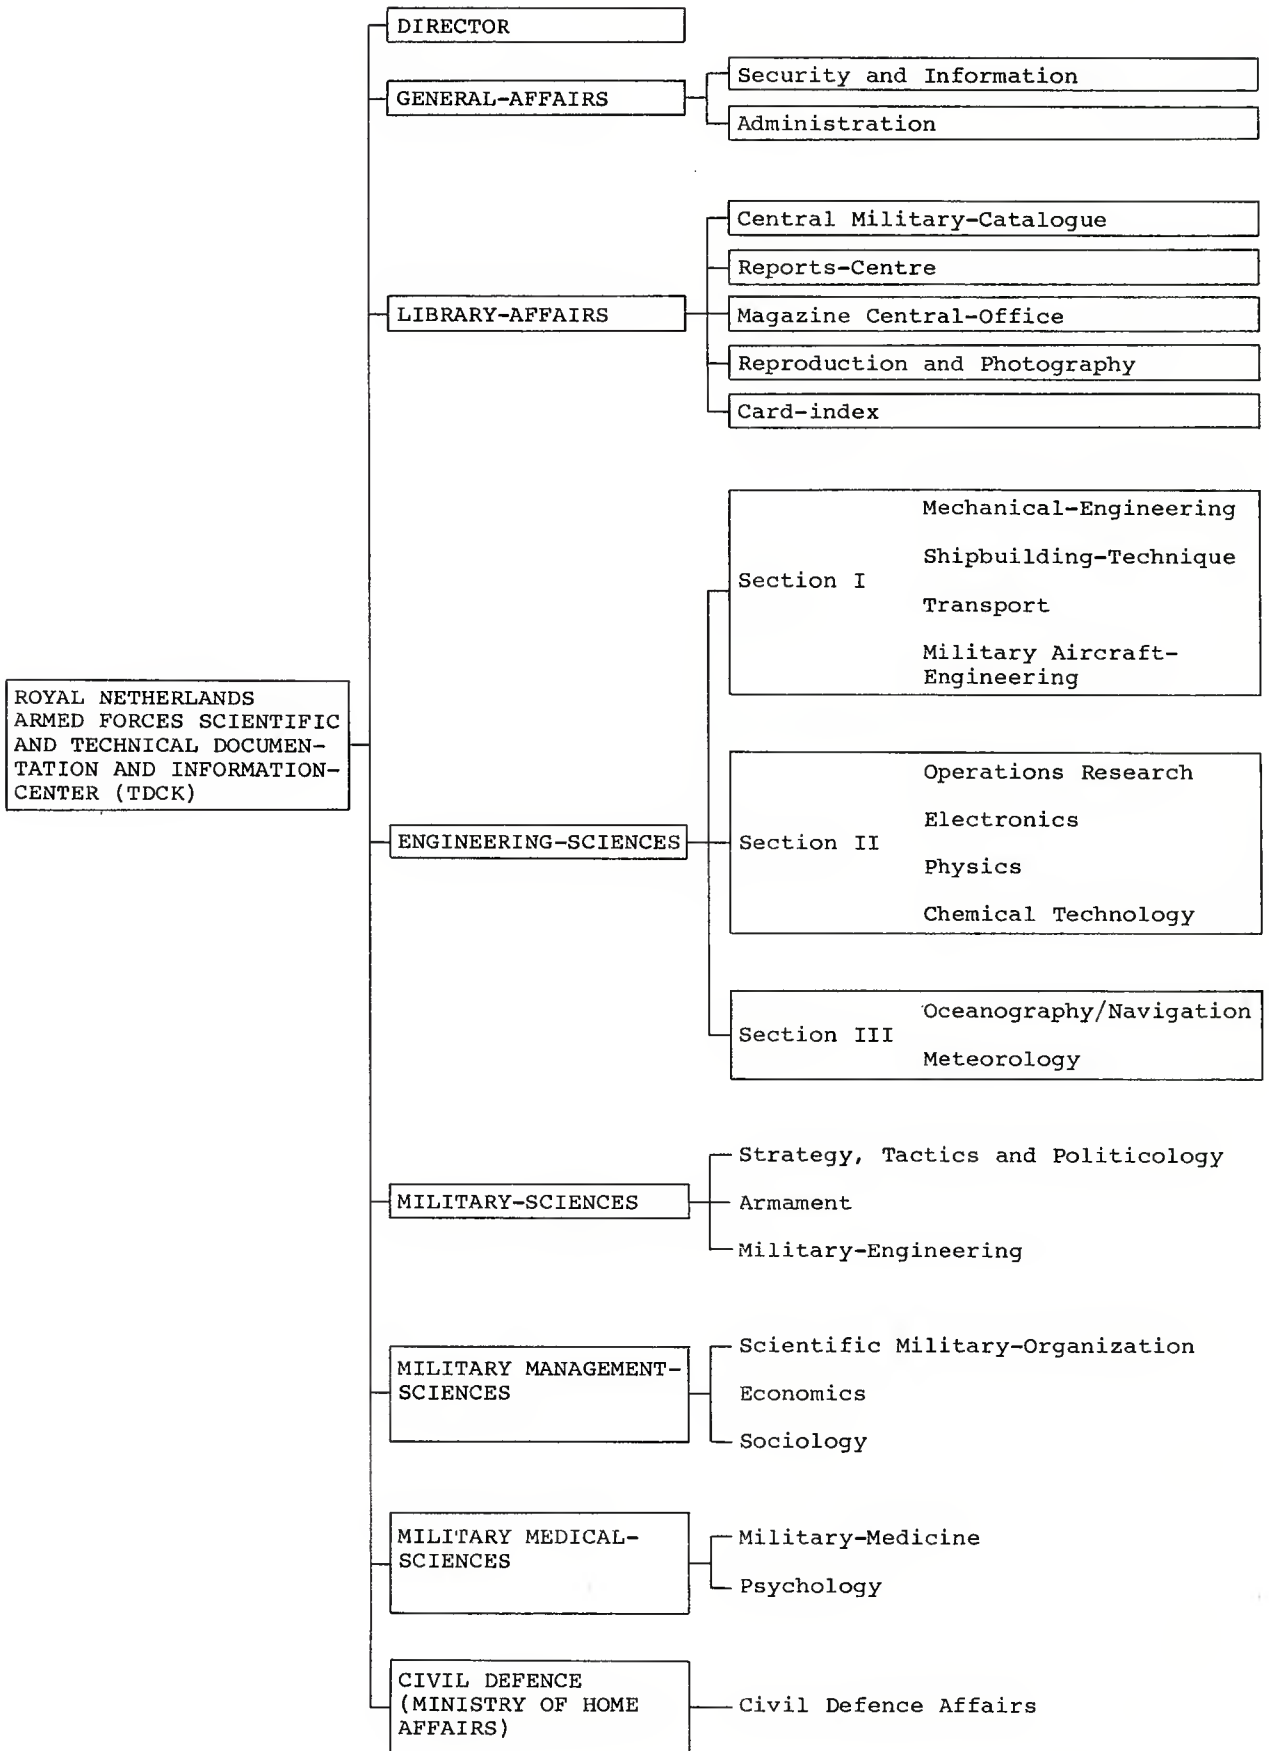 DIRECTOR
GENERAL-AFFAIRS
Security and Information
Administration
LIBRARY-AFFAIRS
Central Military-Catalogue
Reports-Centre
Magazine Central-Office
Reproduction and Photography
Card-index
ROYAL NETHERLANDS
ARMED FORCES SCIENTIFIC
AND TECHNICAL DOCUMEN-
TATION AND INFORMATION-
CENTER (TDCK)
ENGINEERING-SCIENCES
Section I
Mechanical-Engineering
Shipbuilding-Technique
Transport
Military Aircraft-
Engineering
Section II
Operations Research
Electronics
Physics
Chemical Technology
Section III
Oceanography/Navigation
Meteorology
MILITARY-SCIENCES
Strategy, Tactics and Politicology
Armament
Military-Engineering
MILITARY MANAGEMENT-
SCIENCES
Scientific Military-Organization
Economics
Sociology
MILITARY MEDICAL-
SCIENCES
Military-Medicine
Psychology
CIVIL DEFENCE
(MINISTRY OF HOME
AFFAIRS)
Civil Defence Affairs